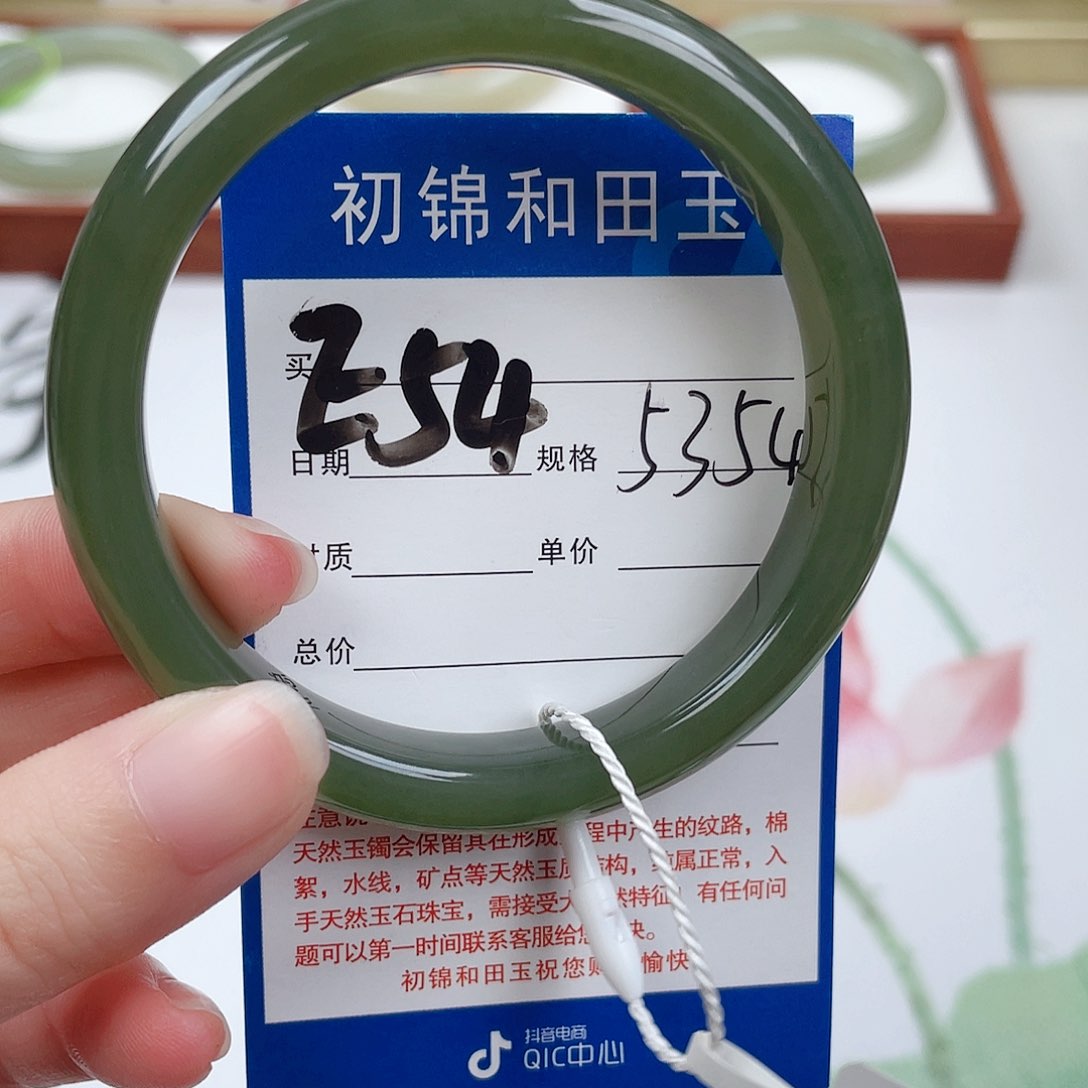 初锦和田玉
买
Z54
日期 规格 5354
质 单价
总价
天然玉镯会保留其在形成 程中产生的纹路，棉
絮，水线，矿点等天然玉质 构， 属正常，入
手天然玉石珠宝，需接受 然特征！有任何问
题可以第一时间联系客服给您 快。
初锦和田玉祝您 愉快
抖音电商
QIC中心